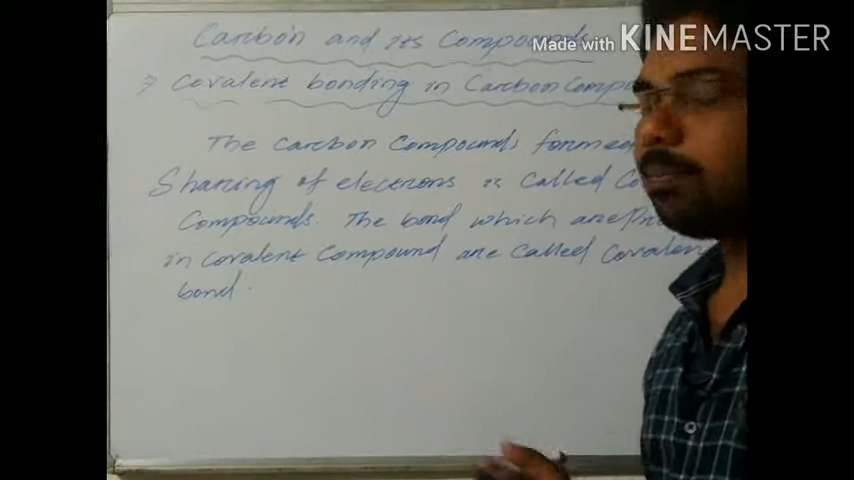 Carbon and its Compounds
Made with KINEMASTER
→ Covalent bonding in Carbon Compo
The Carbon Compounds formed
Sharing of electrons is called Co
Compounds. The bond which are
in covalent Compound are called Covalen
bond.